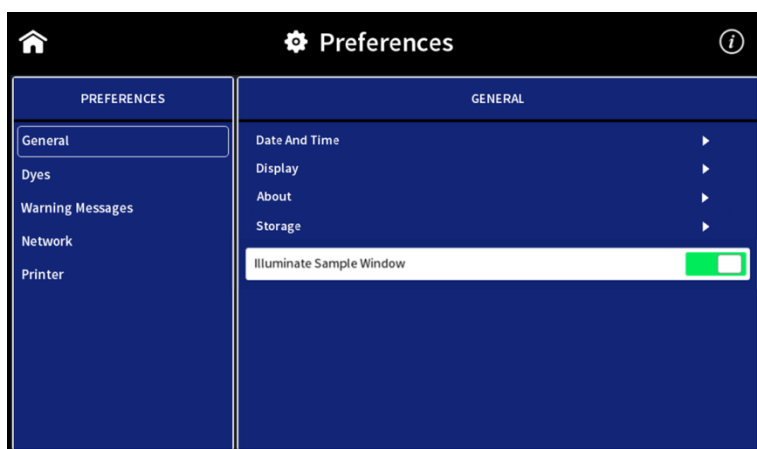 Preferences
i
PREFERENCES
General
Dyes
Warning Messages
Network
Printer
GENERAL
Date And Time
Display
About
Storage
Illuminate Sample Window